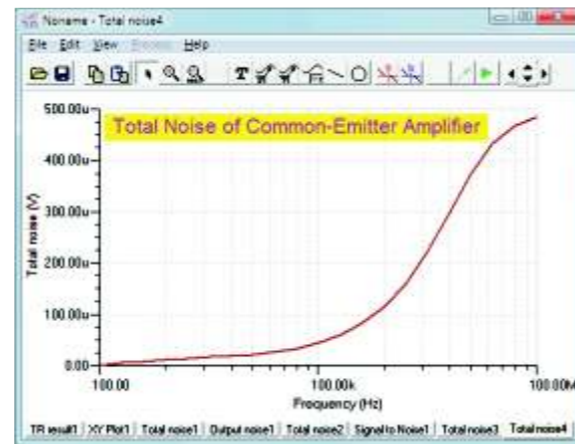 Noname - Total noise4
File Edit View Process Help
T
Total Noise of Common-Emitter Amplifier
500.00u
400.00u
300.00u
200.00u
100.00u
0.00
Total noise (V)
100.00
100.00k
100.00M
Frequency (Hz)
TR result1 XY Plot1 Total noise1 Output noise1 Total noise2 Signal to Noise1 Total noise3 Total noise4